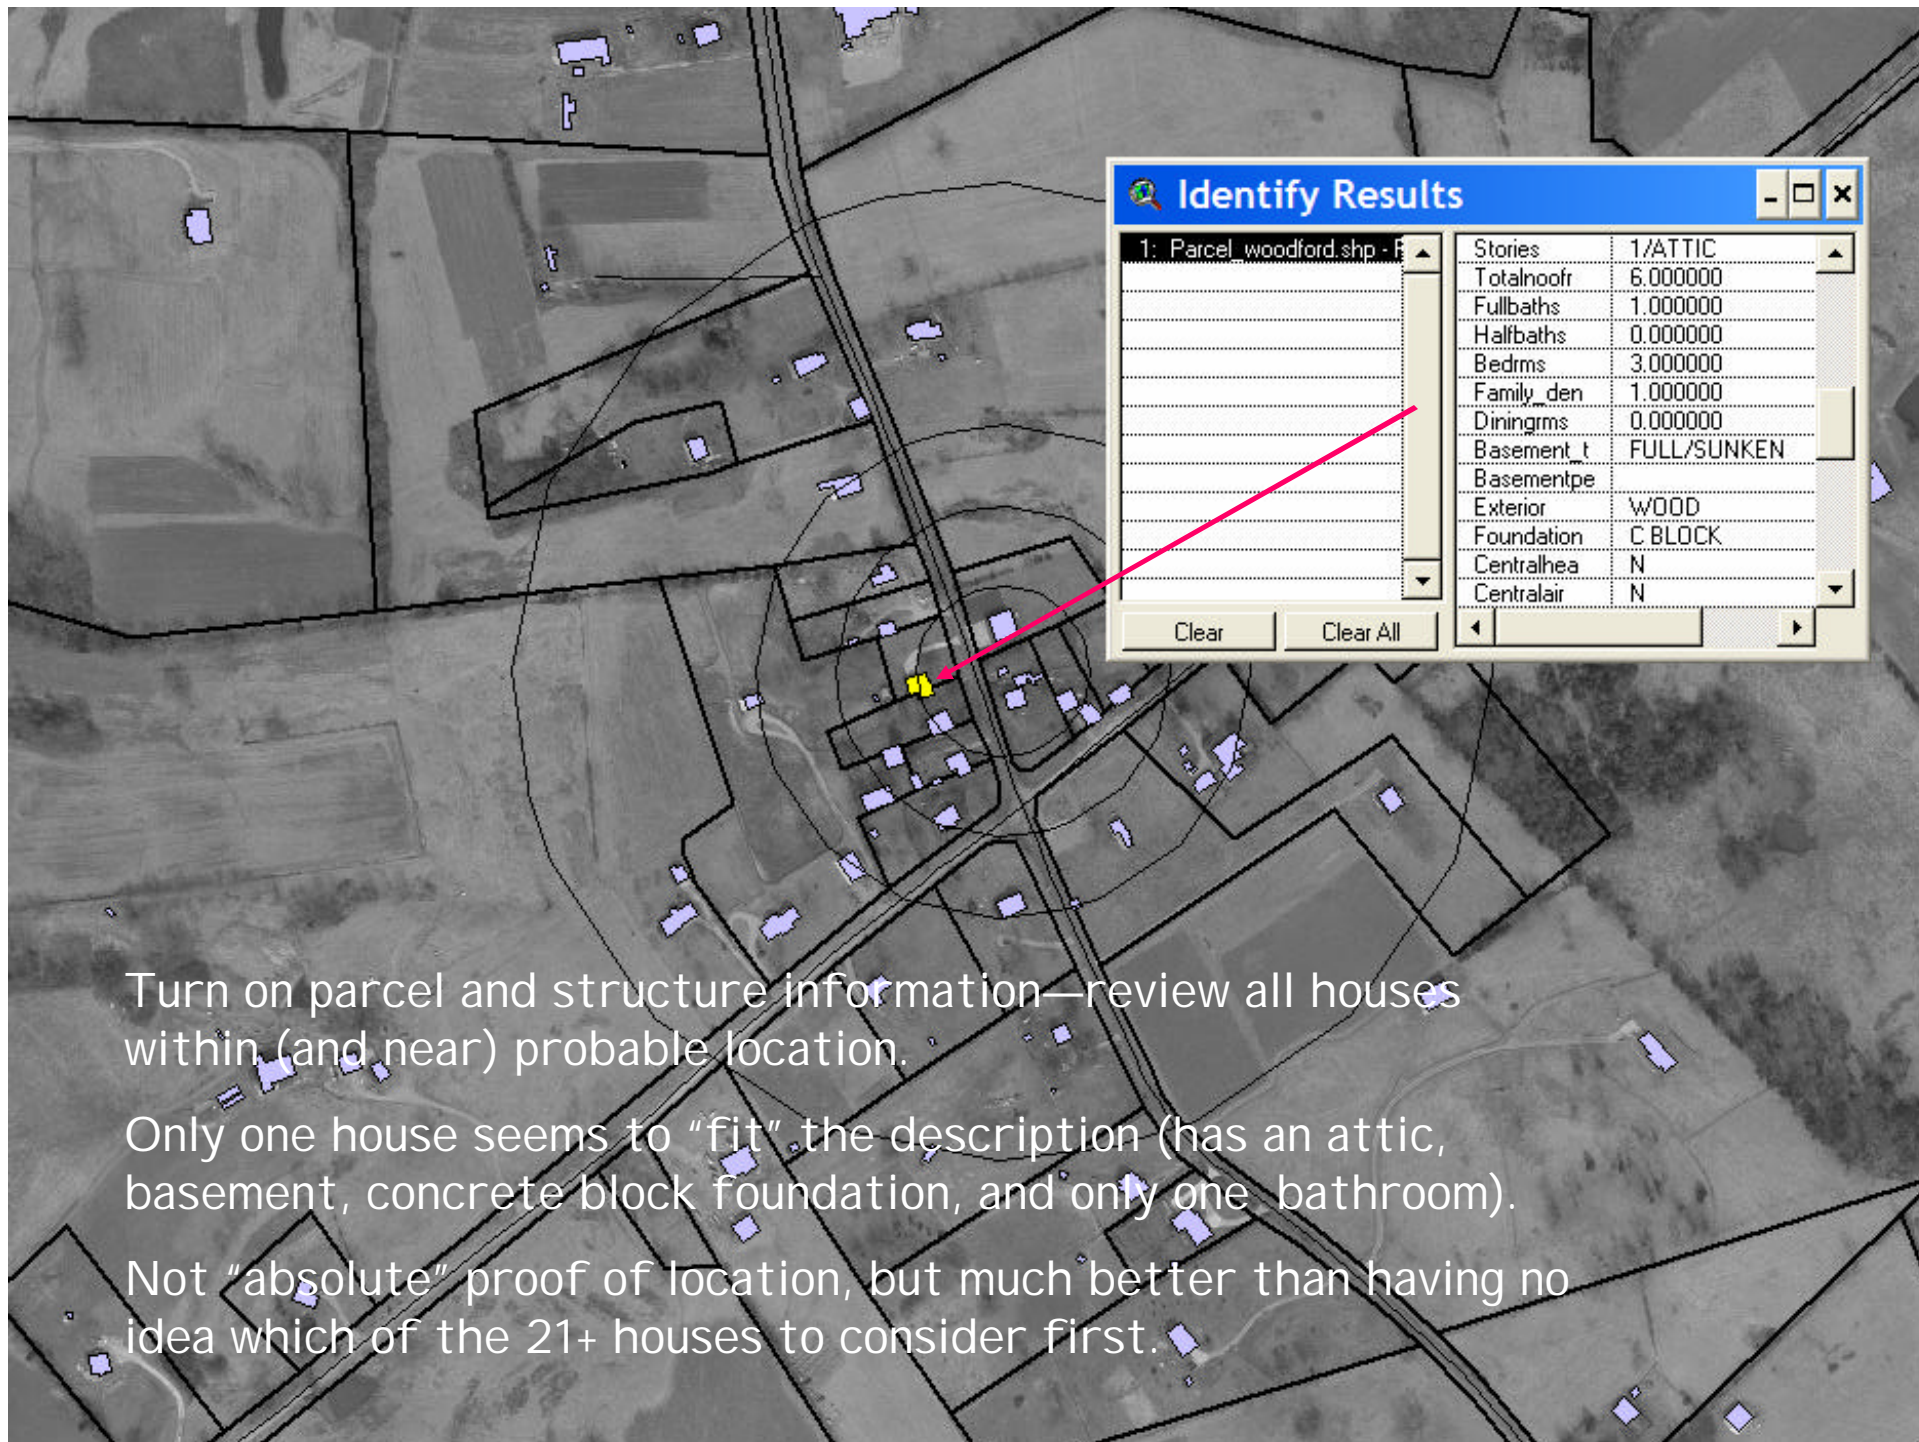 Identify Results
1: Parcel_woodford.shp -
Stories 1/ATTIC
Totalnoofr 6.000000
Fullbaths 1.000000
Halfbaths 0.000000
Bedrms 3.000000
Family_den 1.000000
Diningrms 0.000000
Basement_t FULL/SUNKEN
Basementpe
Exterior WOOD
Foundation C BLOCK
Centralhea N
Centralair N
Clear Clear All
Turn on parcel and structure information—review all houses
within (and near) probable location.
Only one house seems to “fit” the description (has an attic,
basement, concrete block foundation, and only one bathroom).
Not “absolute” proof of location, but much better than having no
idea which of the 21+ houses to consider first.